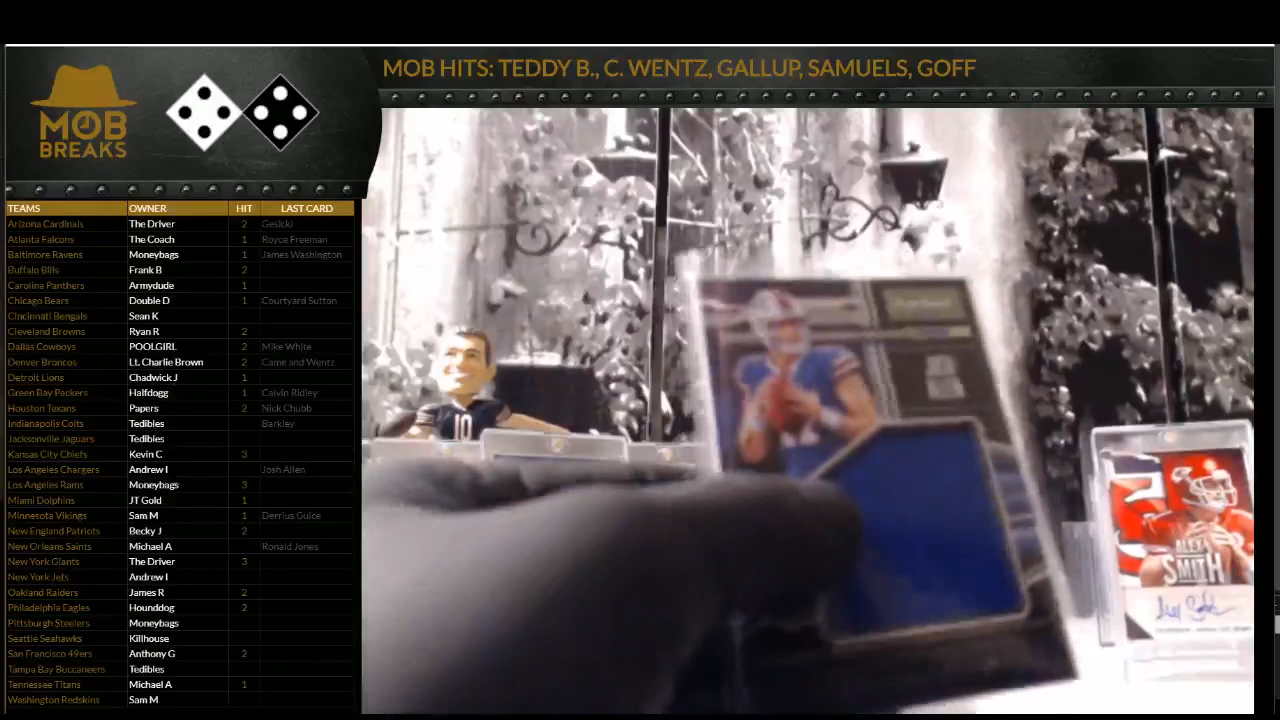 MOB HITS: TEDDY B., C. WENTZ, GALLUP, SAMUELS, GOFF
MOB
BREAKS
TEAMS OWNER HIT LAST CARD
Arizona Cardinals The Driver 2 Gesicki
Atlanta Falcons The Coach 1 Royce Freeman
Baltimore Ravens Moneybags 1 James Washington
Buffalo Bills Frank B 2
Carolina Panthers Armydude 1
Chicago Bears Double D 1 Courtyard Sutton
Cincinnati Bengals Sean K
Cleveland Browns Ryan R 2
Dallas Cowboys POOLGIRL 2 Mike White
Denver Broncos Lt. Charlie Brown 2 Came and Wentz
Detroit Lions Chadwick J 1
Green Bay Packers Halfdogg 1 Calvin Ridley
Houston Texans Papers 2 Nick Chubb
Indianapolis Colts Tedibles Barkley
Jacksonville Jaguars Tedibles
Kansas City Chiefs Kevin C 3
Los Angeles Chargers Andrew I Josh Allen
Los Angeles Rams Moneybags 3
Miami Dolphins JT Gold 1
Minnesota Vikings Sam M 1 Derrius Guice
New England Patriots Becky J 2
New Orleans Saints Michael A Ronald Jones
New York Giants The Driver 3
New York Jets Andrew I
Oakland Raiders James R 2
Philadelphia Eagles Hounddog 2
Pittsburgh Steelers Moneybags
Seattle Seahawks Killhouse
San Francisco 49ers Anthony G 2
Tampa Bay Buccaneers Tedibles
Tennessee Titans Michael A 1
Washington Redskins Sam M
10
ALEX
SMITH